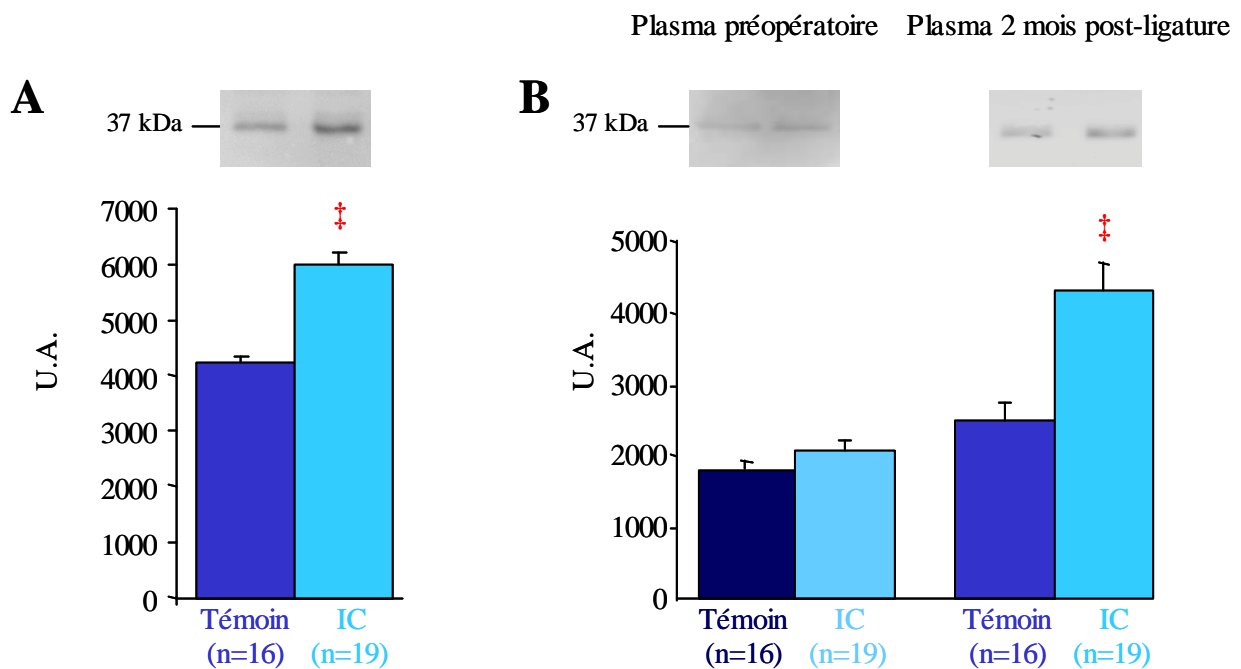 Plasma préopératoire Plasma 2 mois post-ligature
A
37 kDa
‡
7000
6000
5000
4000
3000
2000
1000
0
U.A.
Témoin IC
(n=16) (n=19)
B
37 kDa
‡
5000
4000
3000
2000
1000
0
U.A.
Témoin IC Témoin IC
(n=16) (n=19) (n=16) (n=19)